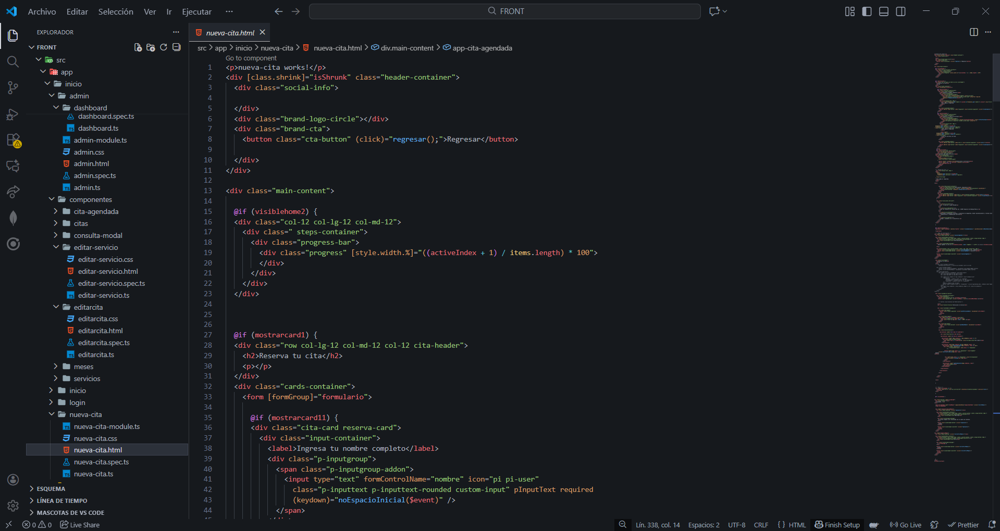 Archivo Editar Selección Ver Ir Ejecutar ···
FRONT
EXPLORADOR
FRONT
src
app
inicio
admin
dashboard
dashboard.spec.ts
dashboard.ts
admin-module.ts
admin.css
admin.html
admin.spec.ts
admin.ts
componentes
cita-agendada
citas
consulta-modal
editar-servicio
editar-servicio.css
editar-servicio.html
editar-servicio.spec.ts
editar-servicio.ts
editarcita
editarcita.css
editarcita.html
editarcita.spec.ts
editarcita.ts
meses
servicios
inicio
login
nueva-cita
nueva-cita-module.ts
nueva-cita.css
nueva-cita.html
nueva-cita.spec.ts
nueva-cita.ts
ESQUEMA
LÍNEA DE TIEMPO
MASCOTAS DE VS CODE
nueva-cita.html
src > app > inicio > nueva-cita > nueva-cita.html > div.main-content > app-cita-agendada
Go to component
1 <p>nueva-cita works!</p>
2 <div [class.shrink]="isShrunk" class="header-container">
3 <div class="social-info">
4
5 </div>
6 <div class="brand-logo-circle"></div>
7 <div class="brand-cta">
8 <button class="cta-button" (click)="regresar();">Regresar</button>
9
10 </div>
11 </div>
12
13 <div class="main-content">
14
15 @if (visiblehome2) {
16 <div class="col-12 col-lg-12 col-md-12">
17 <div class=" steps-container">
18 <div class="progress-bar">
19 <div class="progress" [style.width.%]="((activeIndex + 1) / items.length) * 100">
20 </div>
21 </div>
22 </div>
23 </div>
24
25
26
27 @if (mostrarcard1) {
28 <div class="row col-lg-12 col-md-12 col-12 cita-header">
29 <h2>Reserva tu cita</h2>
30 <p></p>
31 </div>
32 <div class="cards-container">
33 <form [formGroup]="formulario">
34
35 @if (mostrarcard11) {
36 <div class="cita-card reserva-card">
37 <div class="input-container">
38 <label>Ingresa tu nombre completo</label>
39 <div class="p-inputgroup">
40 <span class="p-inputgroup-addon">
41 <input type="text" formControlName="nombre" icon="pi pi-user"
42 class="p-inputtext p-inputtext-rounded custom-input" pInputText required
43 (keydown)="noEspacioInicial($event)" />
44 </span>
0 0 Live Share
Lín. 338, col. 14 Espacios: 2 UTF-8 CRLF { } HTML Finish Setup Go Live Prettier